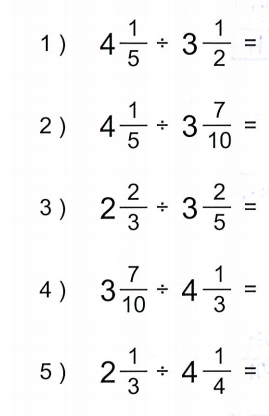 1) 4 1/5 ÷ 3 1/2 =
2) 4 1/5 ÷ 3 7/10 =
3) 2 2/3 ÷ 3 2/5 =
4) 3 7/10 ÷ 4 1/3 =
5) 2 1/3 ÷ 4 1/4 =